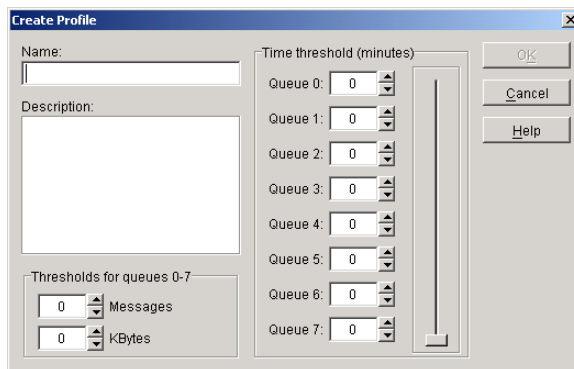 Create Profile
Name:
Description:
Thresholds for queues 0-7
0 Messages
0 KBytes
Time threshold (minutes)
Queue 0: 0
Queue 1: 0
Queue 2: 0
Queue 3: 0
Queue 4: 0
Queue 5: 0
Queue 6: 0
Queue 7: 0
OK
Cancel
Help